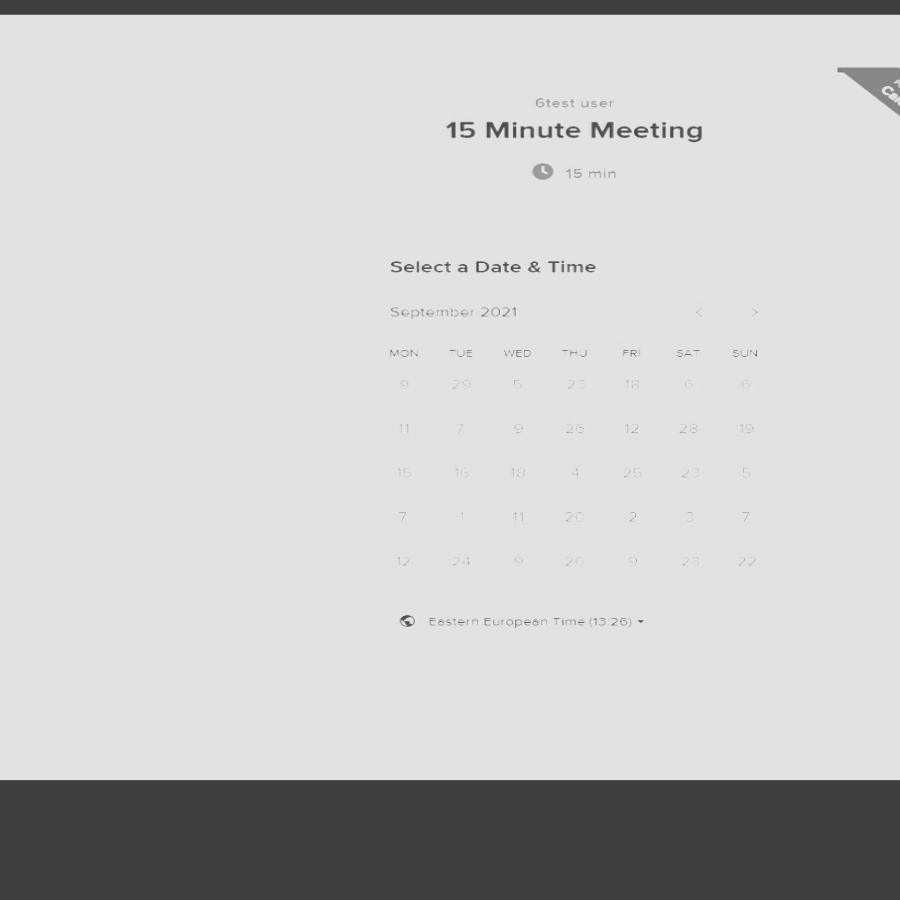 6test user
15 Minute Meeting
15 min
Select a Date & Time
September 2021 < >
MON TUE WED THU FRI SAT SUN
9 29 5 23 18 6 6
11 7 9 26 12 28 19
15 16 18 4 25 23 5
7 1 11 20 2 3 7
12 24 9 20 9 23 22
Eastern European Time (13:26)